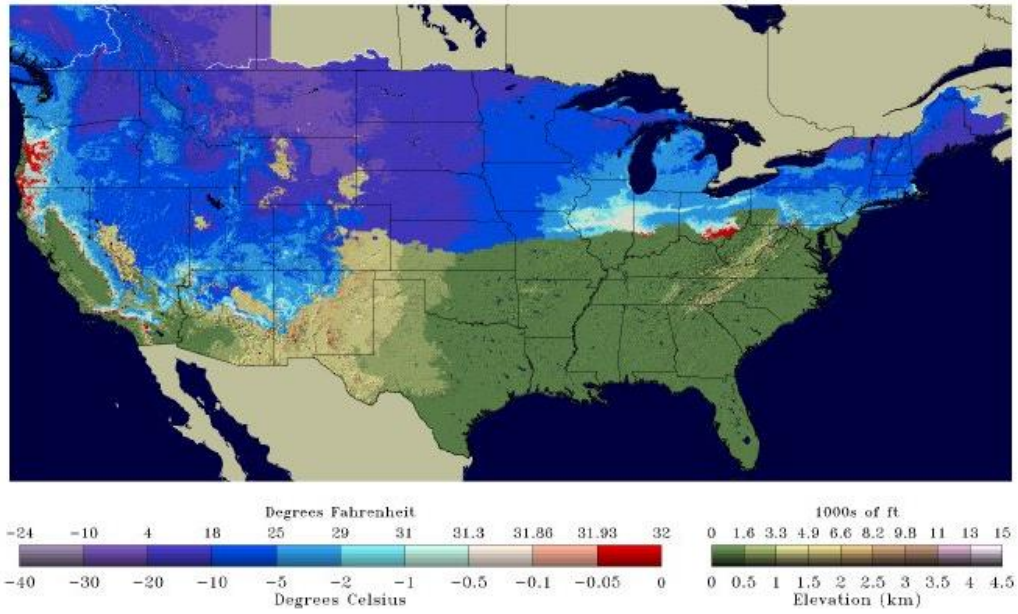 Degrees Fahrenheit
-24 -10 4 18 25 29 31 31.3 31.86 31.93 32
-40 -30 -20 -10 -5 -2 -1 -0.5 -0.1 -0.05 0
Degrees Celsius
1000s of ft
0 1.6 3.3 4.9 6.6 8.2 9.8 11 13 15
0 0.5 1 1.5 2 2.5 3 3.5 4 4.5
Elevation (km)